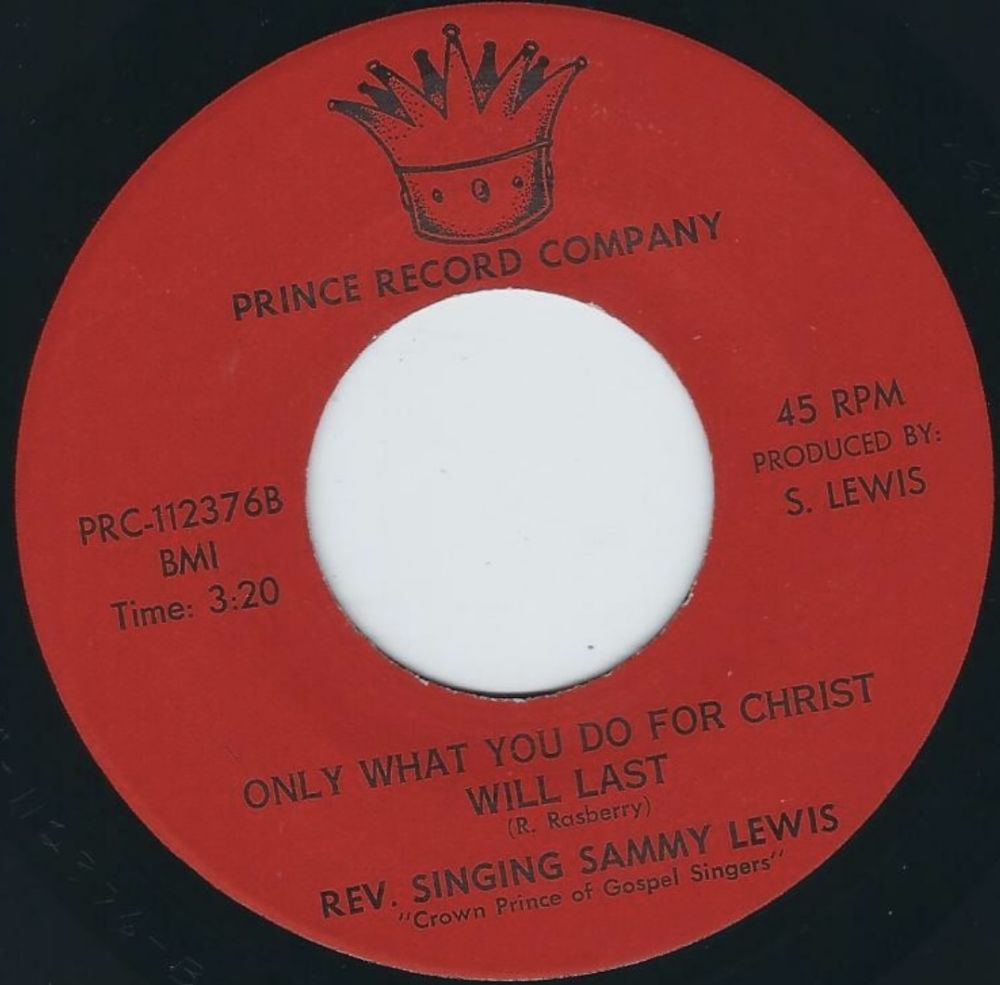 PRINCE RECORD COMPANY
45 RPM
PRODUCED BY:
S. LEWIS
PRC-112376B
BMI
Time: 3:20
ONLY WHAT YOU DO FOR CHRIST
WILL LAST
(R. Rasberry)
REV. SINGING SAMMY LEWIS
"Crown Prince of Gospel Singers"